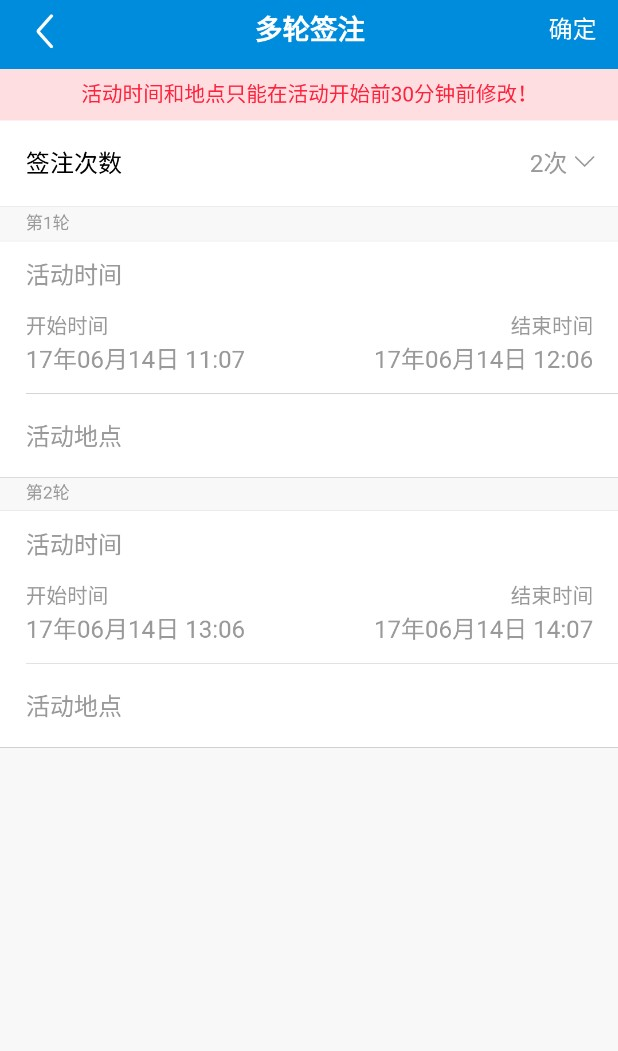 多轮签注
确定
活动时间和地点只能在活动开始前30分钟前修改！
签注次数
2次
第1轮
活动时间
开始时间
结束时间
17年06月14日 11:07
17年06月14日 12:06
活动地点
第2轮
活动时间
开始时间
结束时间
17年06月14日 13:06
17年06月14日 14:07
活动地点